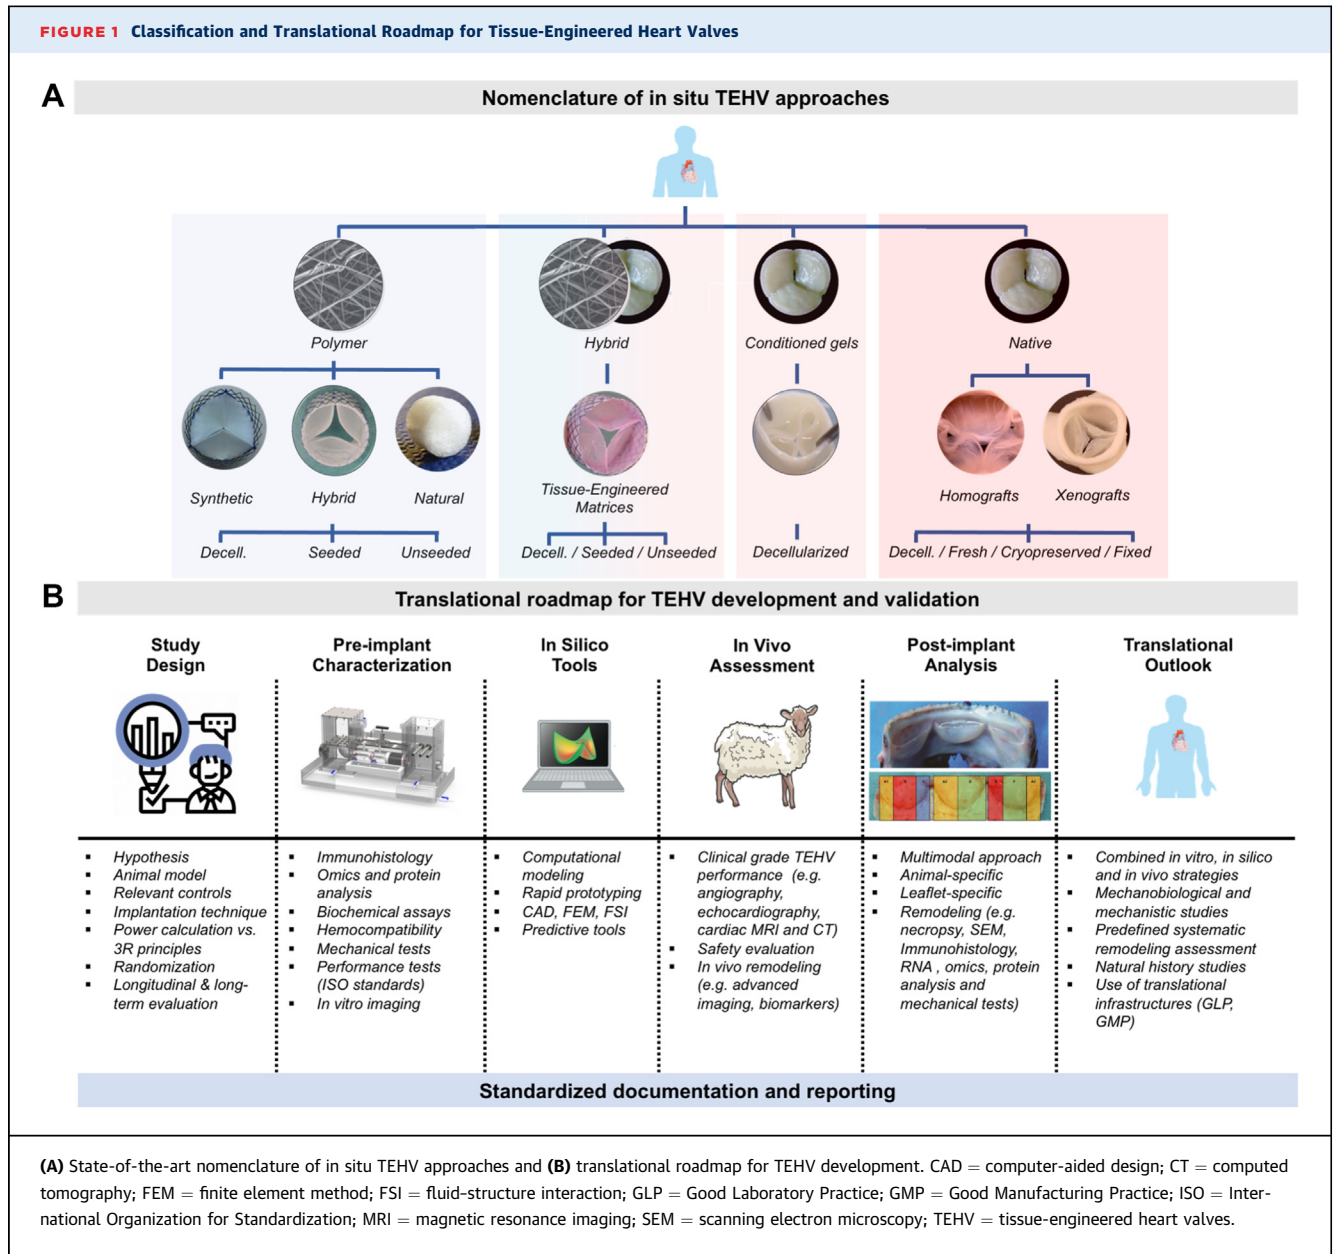 FIGURE 1 Classification and Translational Roadmap for Tissue-Engineered Heart Valves
A
Nomenclature of in situ TEHV approaches
Polymer
Hybrid
Conditioned gels
Native
Synthetic
Hybrid
Natural
Tissue-Engineered
Matrices
Homografts
Xenografts
Decell.
Seeded
Unseeded
Decell. / Seeded / Unseeded
Decellularized
Decell. / Fresh / Cryopreserved / Fixed
B
Translational roadmap for TEHV development and validation
Study
Design
▪ Hypothesis
▪ Animal model
▪ Relevant controls
▪ Implantation technique
▪ Power calculation vs.
3R principles
▪ Randomization
▪ Longitudinal & long-
term evaluation
Pre-implant
Characterization
▪ Immunohistology
▪ Omics and protein
analysis
▪ Biochemical assays
▪ Hemocompatibility
▪ Mechanical tests
▪ Performance tests
(ISO standards)
▪ In vitro imaging
In Silico
Tools
▪ Computational
modeling
▪ Rapid prototyping
▪ CAD, FEM, FSI
▪ Predictive tools
In Vivo
Assessment
▪ Clinical grade TEHV
performance (e.g.
angiography,
echocardiography,
cardiac MRI and CT)
▪ Safety evaluation
▪ In vivo remodeling
(e.g. advanced
imaging, biomarkers)
Post-implant
Analysis
▪ Multimodal approach
▪ Animal-specific
▪ Leaflet-specific
▪ Remodeling (e.g.
necropsy, SEM,
Immunohistology,
RNA , omics, protein
analysis and
mechanical tests)
Translational
Outlook
▪ Combined in vitro, in silico
and in vivo strategies
▪ Mechanobiological and
mechanistic studies
▪ Predefined systematic
remodeling assessment
▪ Natural history studies
▪ Use of translational
infrastructures (GLP,
GMP)
Standardized documentation and reporting
(A) State-of-the-art nomenclature of in situ TEHV approaches and (B) translational roadmap for TEHV development. CAD = computer-aided design; CT = computed
tomography; FEM = finite element method; FSI = fluid-structure interaction; GLP = Good Laboratory Practice; GMP = Good Manufacturing Practice; ISO = Inter-
national Organization for Standardization; MRI = magnetic resonance imaging; SEM = scanning electron microscopy; TEHV = tissue-engineered heart valves.